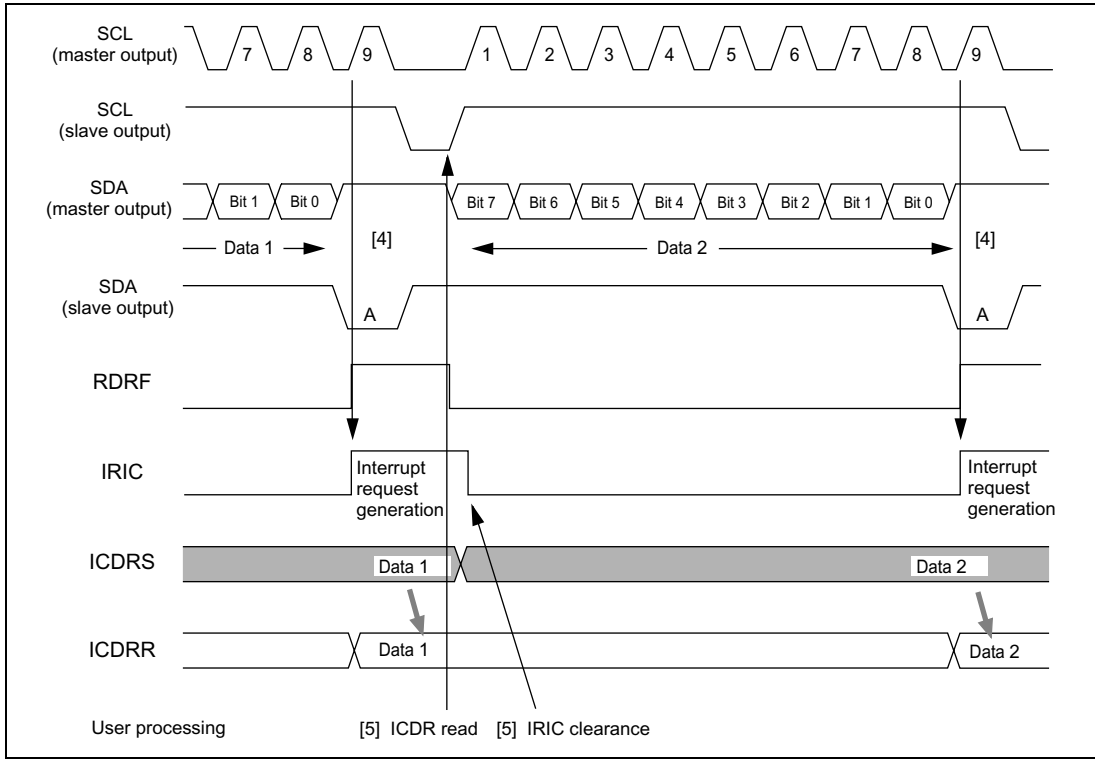 SCL
(master output)
7 8 9 1 2 3 4 5 6 7 8 9
SCL
(slave output)
SDA
(master output)
Bit 1 Bit 0 Bit 7 Bit 6 Bit 5 Bit 4 Bit 3 Bit 2 Bit 1 Bit 0
Data 1 [4] Data 2 [4]
SDA
(slave output)
A A
RDRF
IRIC
Interrupt
request
generation
Interrupt
request
generation
ICDRS
Data 1 Data 2
ICDRR
Data 1 Data 2
User processing [5] ICDR read [5] IRIC clearance